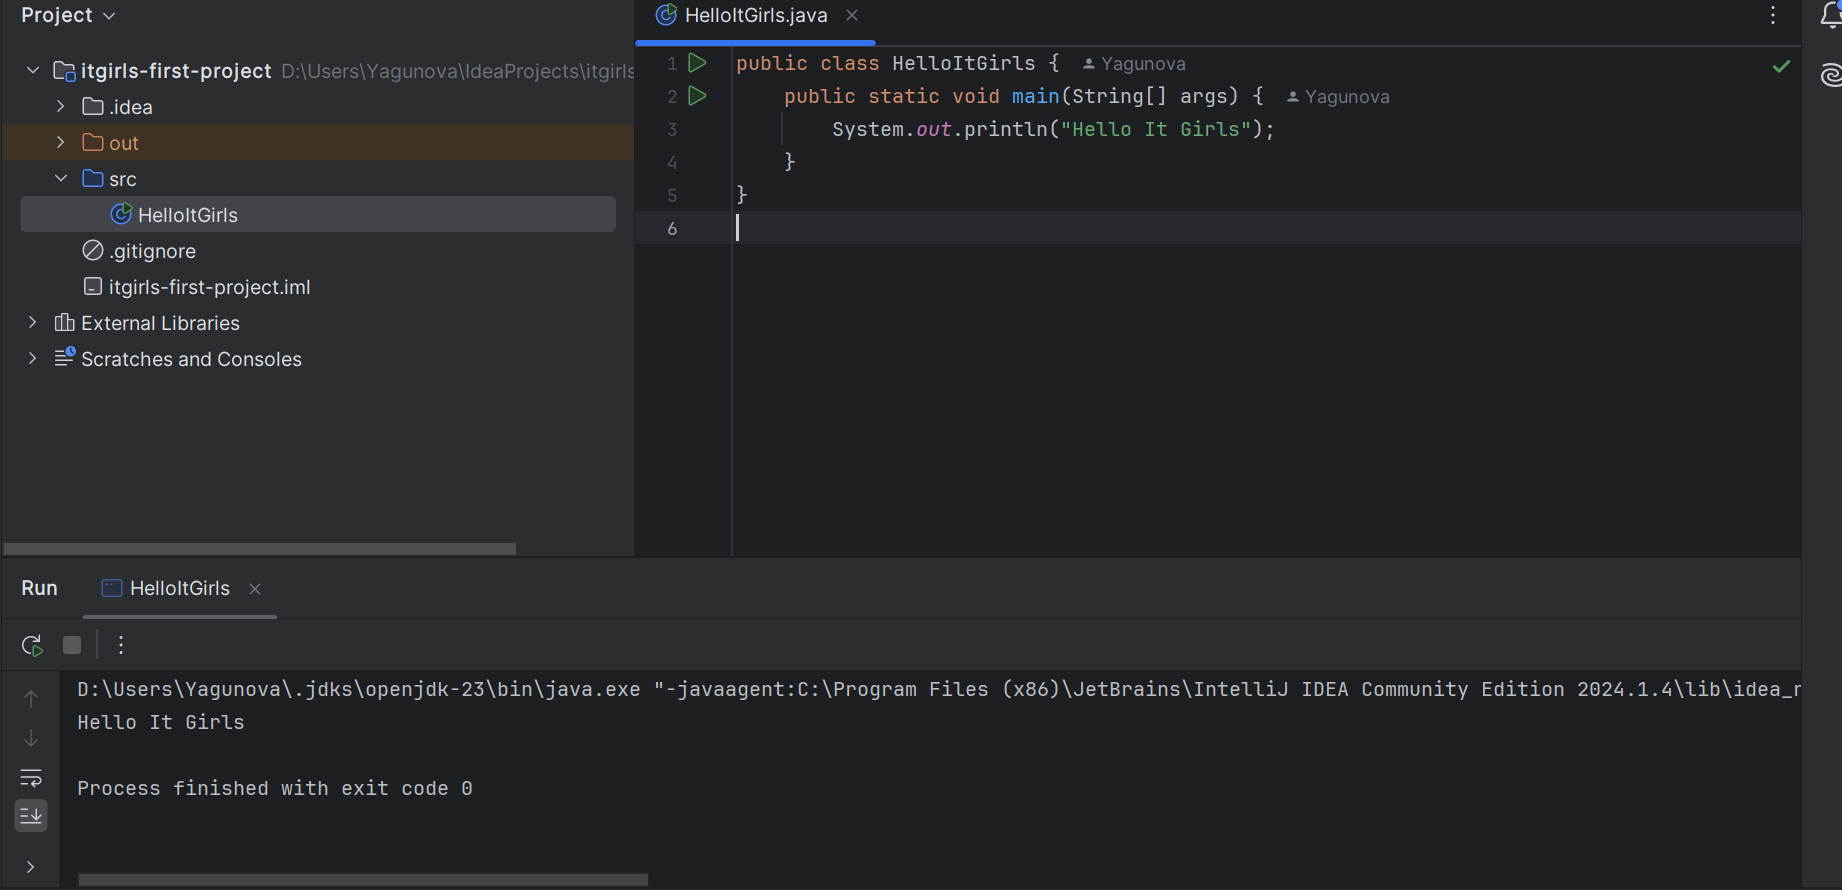 Project
itgirls-first-project D:\Users\Yagunova\IdeaProjects\itgirls
.idea
out
src
HelloItGirls
.gitignore
itgirls-first-project.iml
External Libraries
Scratches and Consoles
HelloItGirls.java
1 public class HelloItGirls { Yagunova
2 public static void main(String[] args) { Yagunova
3 System.out.println("Hello It Girls");
4 }
5 }
6
Run HelloItGirls
D:\Users\Yagunova\.jdks\openjdk-23\bin\java.exe "-javaagent:C:\Program Files (x86)\JetBrains\IntelliJ IDEA Community Edition 2024.1.4\lib\idea_r
Hello It Girls
Process finished with exit code 0